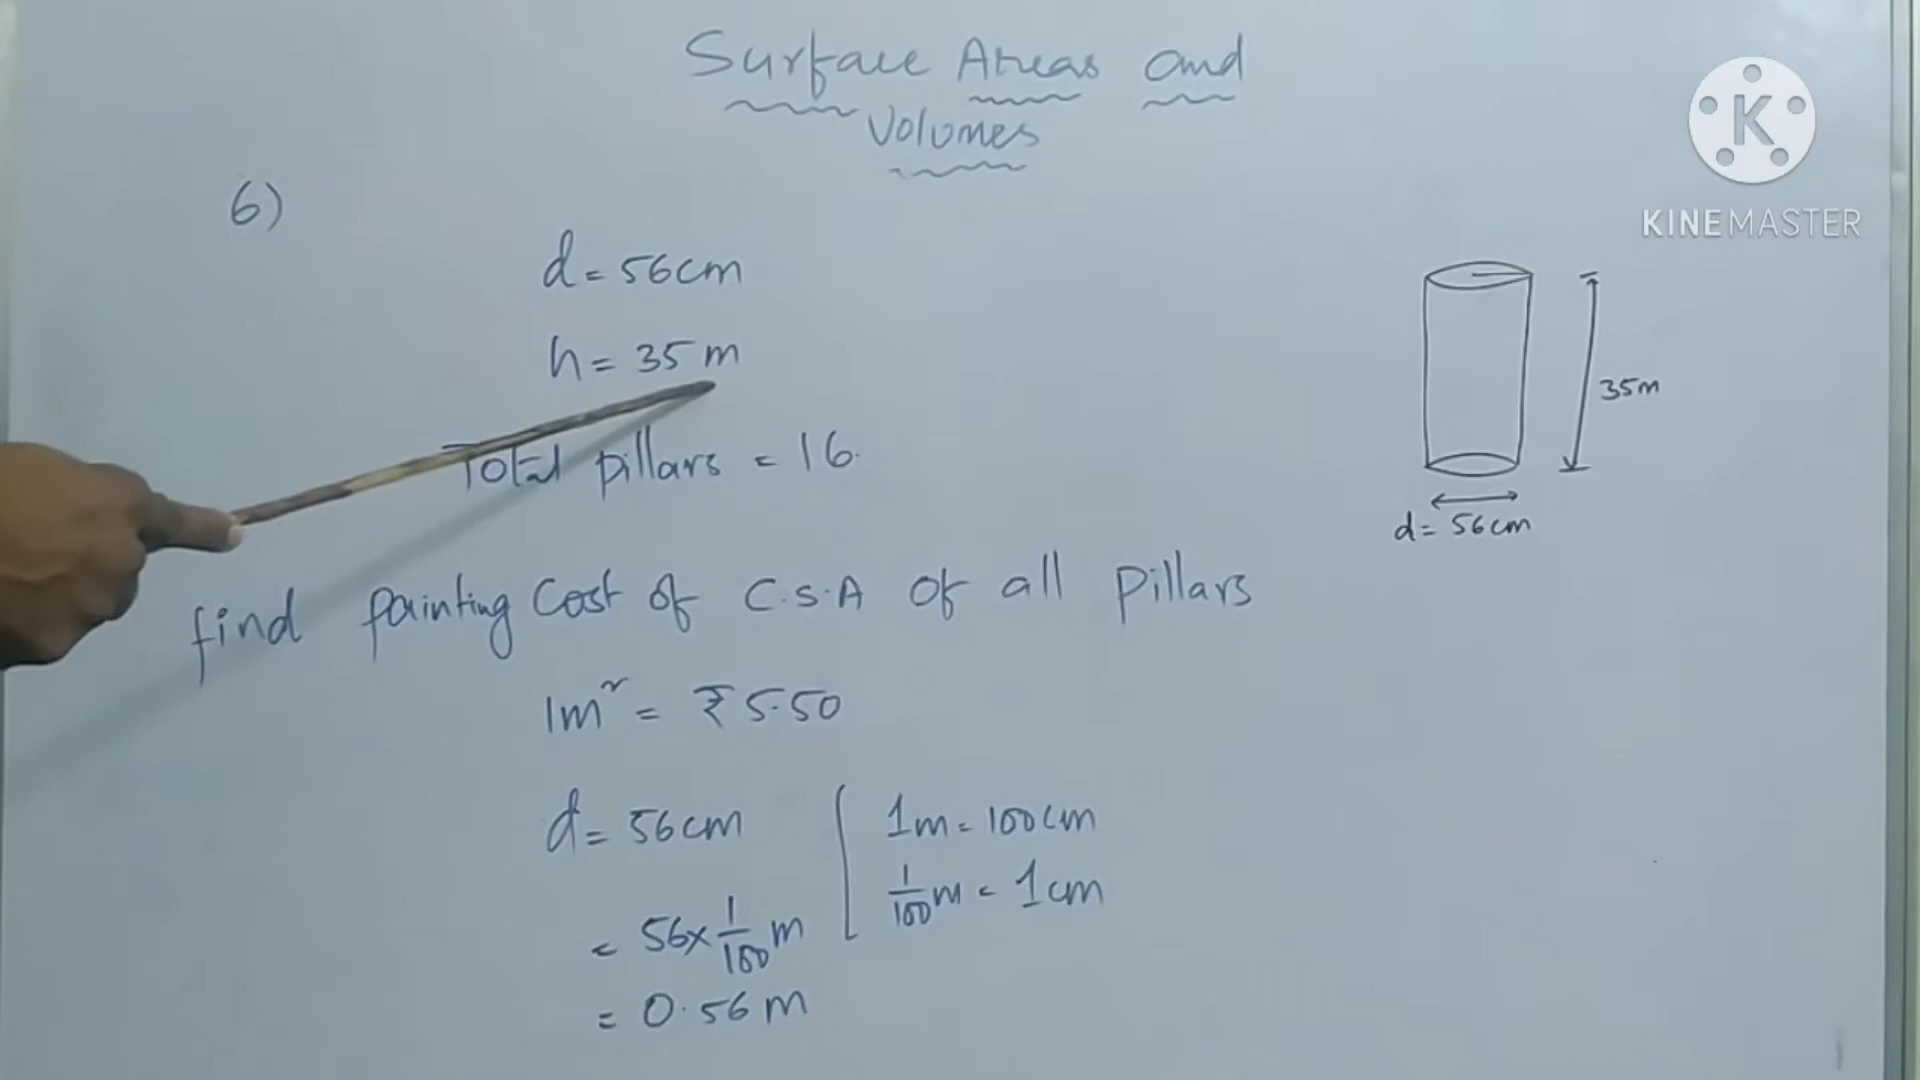 Surface Areas and
Volumes
K
KINEMASTER
6)
d = 56cm
h = 35 m
Total pillars = 16.
35m
d = 56cm
find painting Cost of C.S.A of all pillars
1m² = ₹ 5.50
d = 56cm
1m = 100cm
= 56 × 1/100 m
1/100 m = 1cm
= 0.56 m